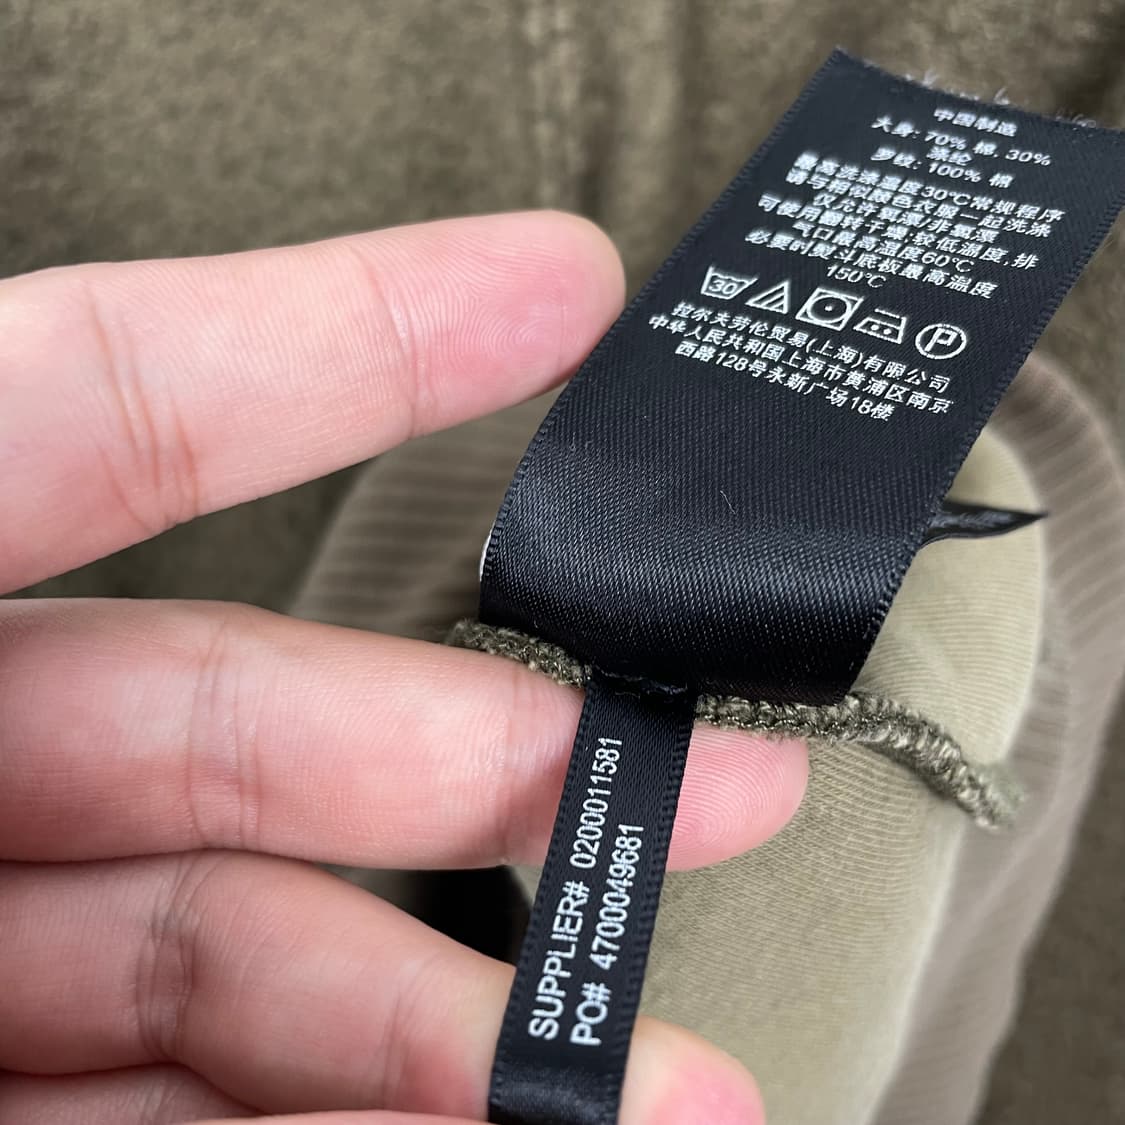 中国制造
大身: 70% 棉, 30%
涤纶
罗纹: 100% 棉
最高洗涤温度30℃常规程序
请与相似颜色衣服一起洗涤
仅允许氧漂/非氯漂
可使用翻转干燥;较低温度,排
气口最高温度60℃
必要时熨斗底板最高温度
150℃
30 P
拉尔夫劳伦贸易(上海)有限公司
中华人民共和国上海市黄浦区南京
西路128号永新广场18楼
SUPPLIER# 0200011581
PO# 4700049681